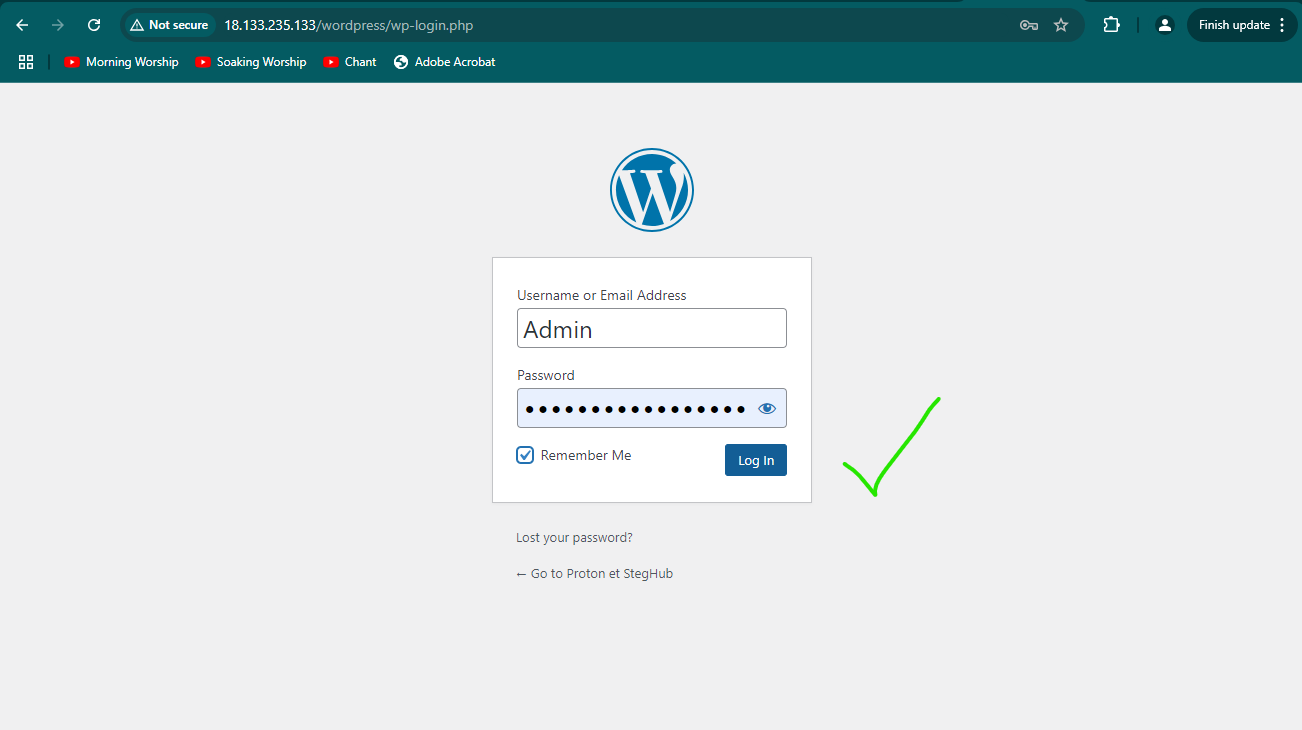 Not secure 18.133.235.133/wordpress/wp-login.php Finish update
Morning Worship Soaking Worship Chant Adobe Acrobat
Username or Email Address
Admin
Password
Remember Me Log In
Lost your password?
← Go to Proton et StegHub